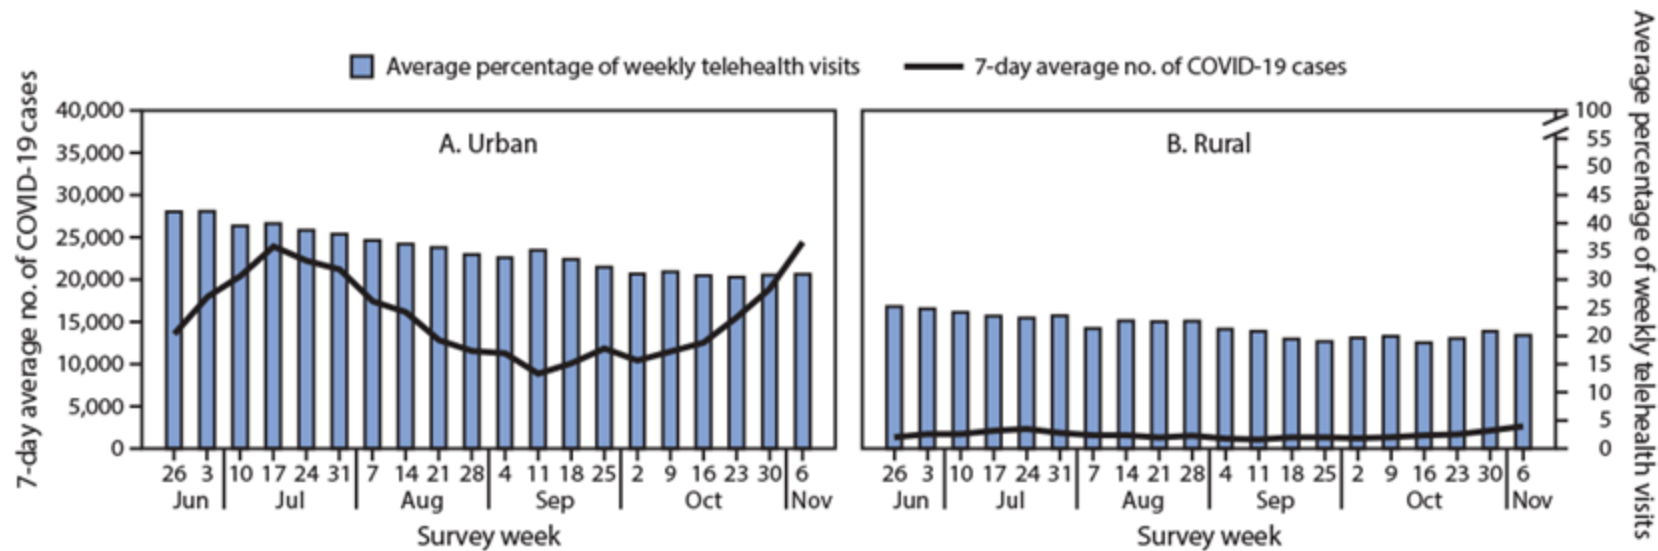 Average percentage of weekly telehealth visits
7-day average no. of COVID-19 cases
7-day average no. of COVID-19 cases
40,000
35,000
30,000
25,000
20,000
15,000
10,000
5,000
0
A. Urban
26 3 10 17 24 31 7 14 21 28 4 11 18 25 2 9 16 23 30 6
Jun Jul Aug Sep Oct Nov
Survey week
B. Rural
26 3 10 17 24 31 7 14 21 28 4 11 18 25 2 9 16 23 30 6
Jun Jul Aug Sep Oct Nov
Survey week
100
55
50
45
40
35
30
25
20
15
10
5
0
Average percentage of weekly telehealth visits